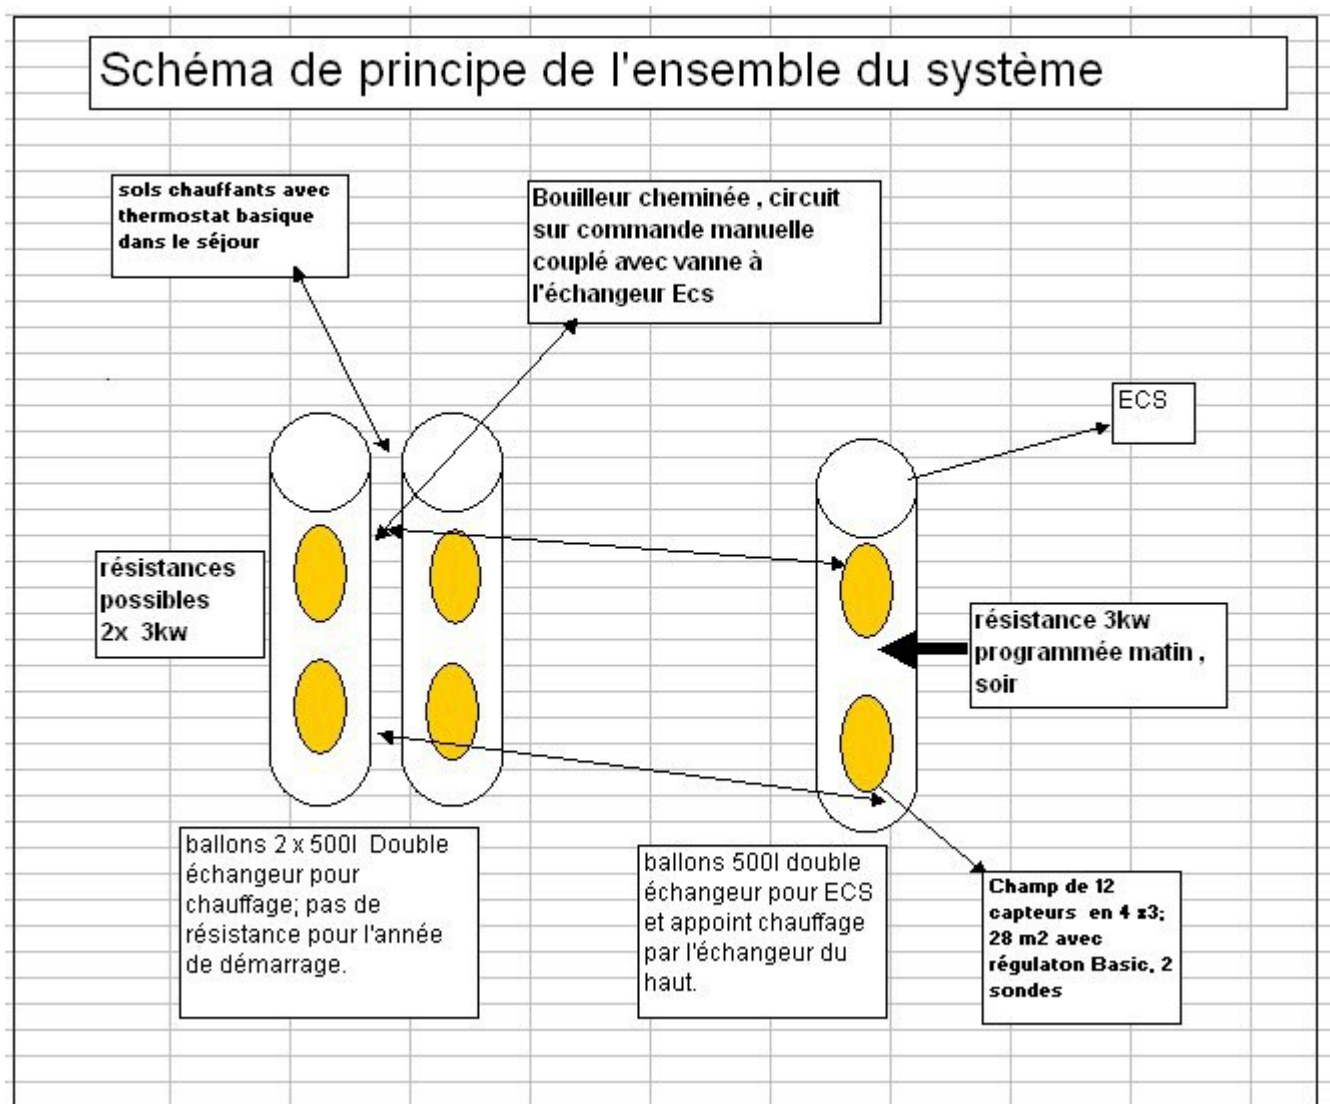 Schéma de principe de l'ensemble du système
sols chauffants avec
thermostat basique
dans le séjour
Bouilleur cheminée , circuit
sur commande manuelle
couplé avec vanne à
l'échangeur Ecs
ECS
résistances
possibles
2x 3kw
résistance 3kw
programmée matin ,
soir
ballons 2 x 500l Double
échangeur pour
chauffage; pas de
résistance pour l'année
de démarrage.
ballons 500l double
échangeur pour ECS
et appoint chauffage
par l'échangeur du
haut.
Champ de 12
capteurs en 4 x3;
28 m2 avec
régulaton Basic, 2
sondes